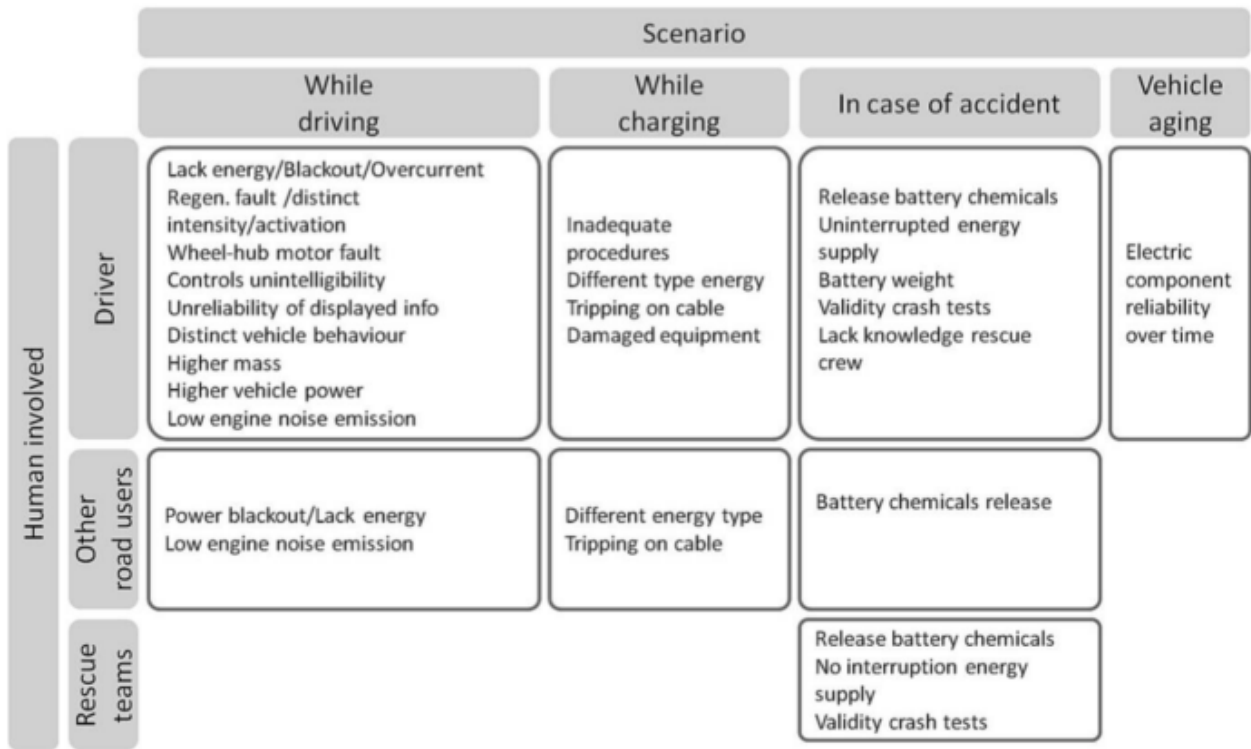 Scenario
While
driving
While
charging
In case of accident
Vehicle
aging
Human involved
Driver
Lack energy/Blackout/Overcurrent
Regen. fault /distinct
intensity/activation
Wheel-hub motor fault
Controls unintelligibility
Unreliability of displayed info
Distinct vehicle behaviour
Higher mass
Higher vehicle power
Low engine noise emission
Inadequate
procedures
Different type energy
Tripping on cable
Damaged equipment
Release battery chemicals
Uninterrupted energy
supply
Battery weight
Validity crash tests
Lack knowledge rescue
crew
Electric
component
reliability
over time
Other
road users
Power blackout/Lack energy
Low engine noise emission
Different energy type
Tripping on cable
Battery chemicals release
Rescue
teams
Release battery chemicals
No interruption energy
supply
Validity crash tests